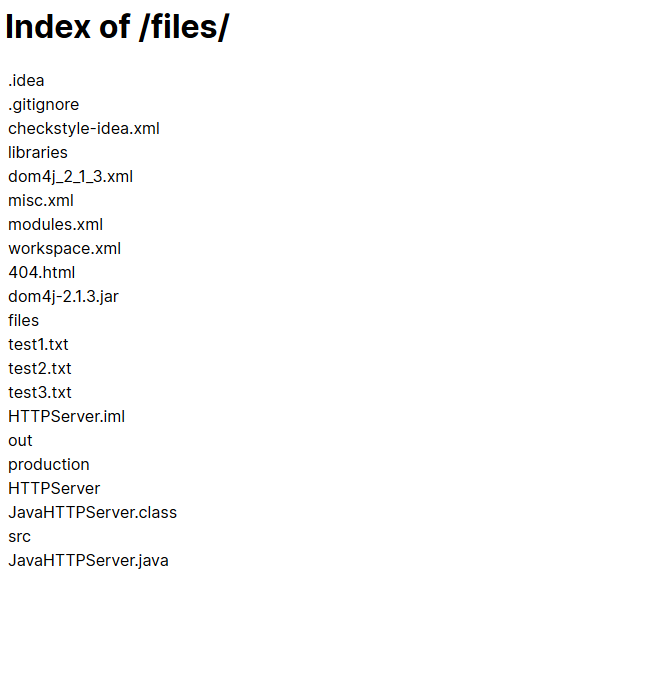 Index of /files/
.idea
.gitignore
checkstyle-idea.xml
libraries
dom4j_2_1_3.xml
misc.xml
modules.xml
workspace.xml
404.html
dom4j-2.1.3.jar
files
test1.txt
test2.txt
test3.txt
HTTPServer.iml
out
production
HTTPServer
JavaHTTPServer.class
src
JavaHTTPServer.java